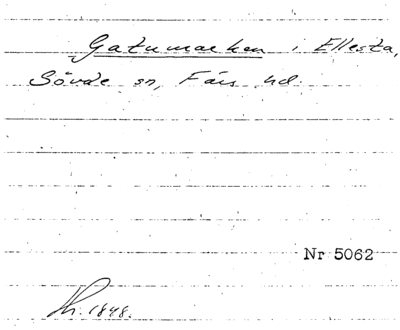 Gatumarken i Ellesta,
Sövde sn, Färs hd.
Nr 5062
1848.